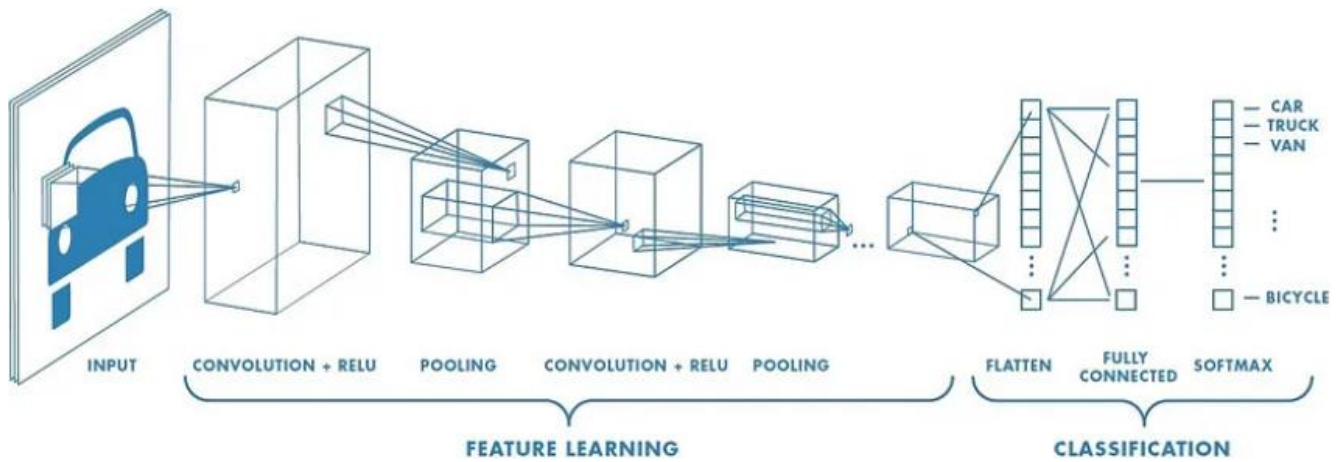 CAR
TRUCK
VAN
BICYCLE
INPUT
CONVOLUTION + RELU
POOLING
CONVOLUTION + RELU
POOLING
FLATTEN
FULLY
CONNECTED
SOFTMAX
FEATURE LEARNING
CLASSIFICATION